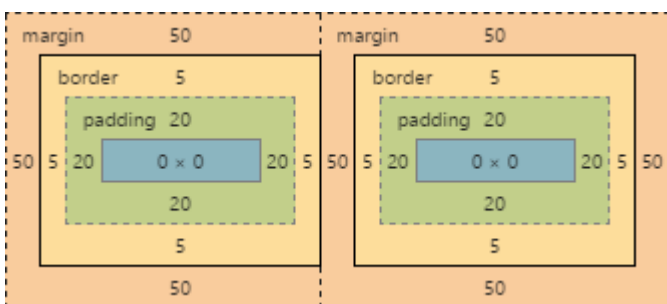 margin 50 margin 50
border 5 border 5
padding 20 padding 20
50 5 20 0 × 0 20 5 50 5 20 0 × 0 20 5 50
20 20
5 5
50 50